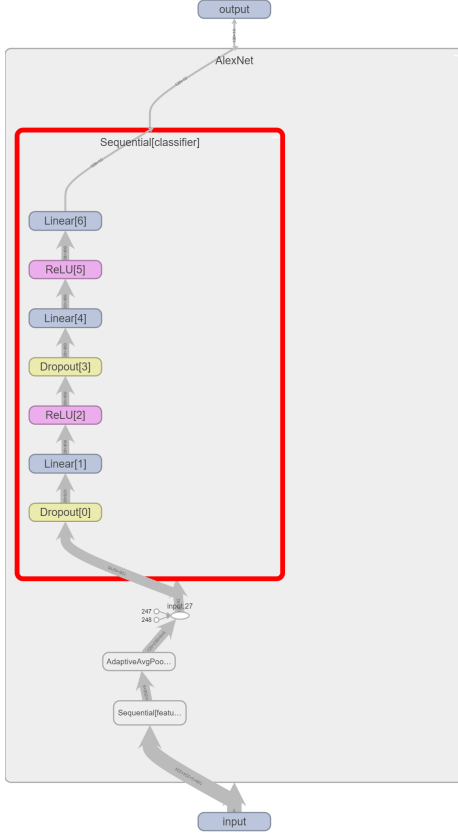 output
AlexNet
Sequential[classifier]
Linear[6]
ReLU[5]
Linear[4]
Dropout[3]
ReLU[2]
Linear[1]
Dropout[0]
input.27
247
248
AdaptiveAvgPoo...
Sequential[featu...
input